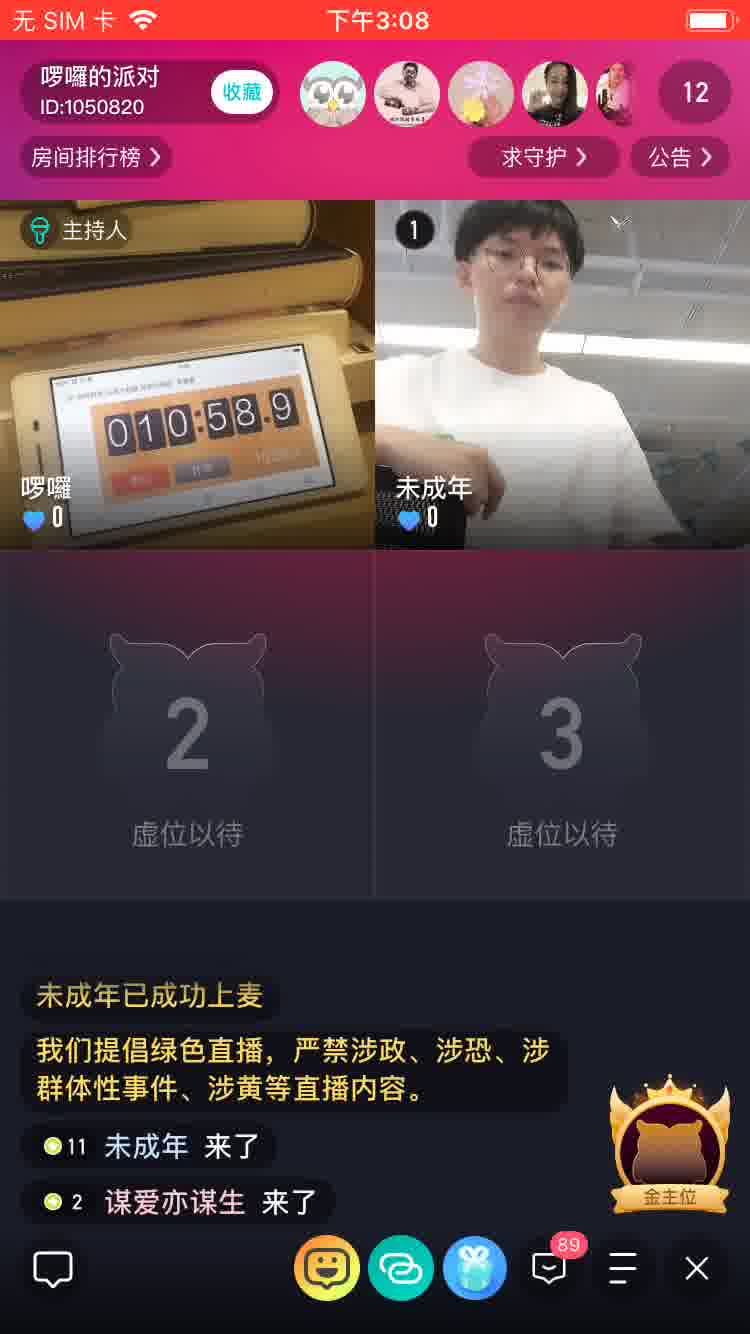 无 SIM 卡
下午3:08
啰囉的派对
ID:1050820
收藏
12
房间排行榜
求守护
公告
主持人
1
010:58.9
啰囉
0
未成年
0
2
虚位以待
3
虚位以待
未成年已成功上麦
我们提倡绿色直播，严禁涉政、涉恐、涉
群体性事件、涉黄等直播内容。
11 未成年 来了
2 谋爱亦谋生 来了
金主位
89